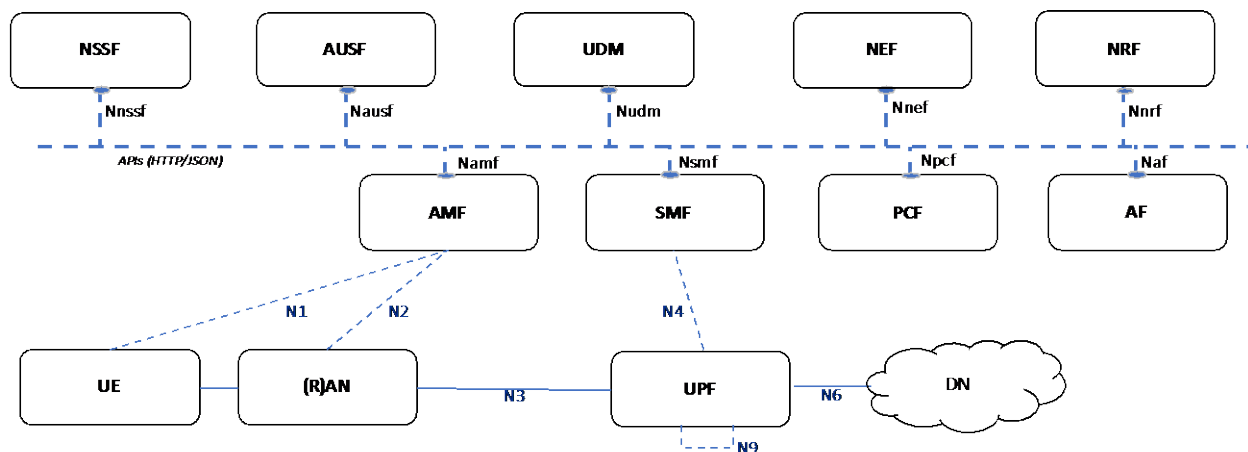 NSSF
AUSF
UDM
NEF
NRF
Nnssf
Nausf
Nudm
Nnef
Nnrf
APIs (HTTP/JSON)
Namf
Nsmf
Npcf
Naf
AMF
SMF
PCF
AF
N1
N2
N4
UE
(R)AN
N3
UPF
N6
DN
N9